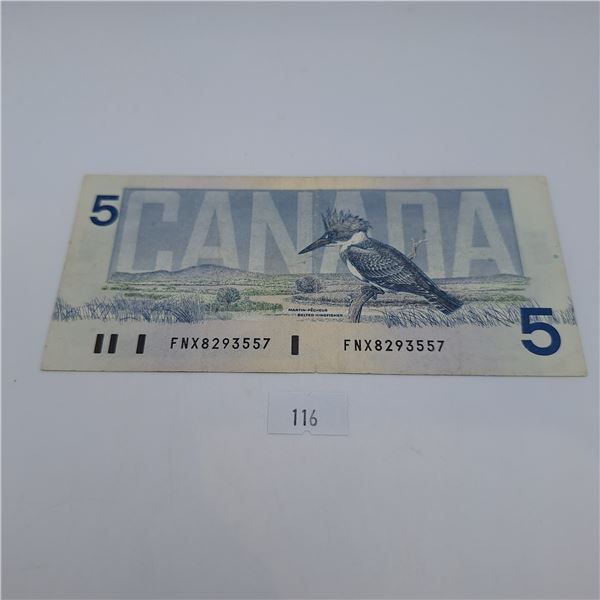 5
CANADA
MARTIN-PÊCHEUR
BELTED KINGFISHER
5
FNX8293557 FNX8293557
116